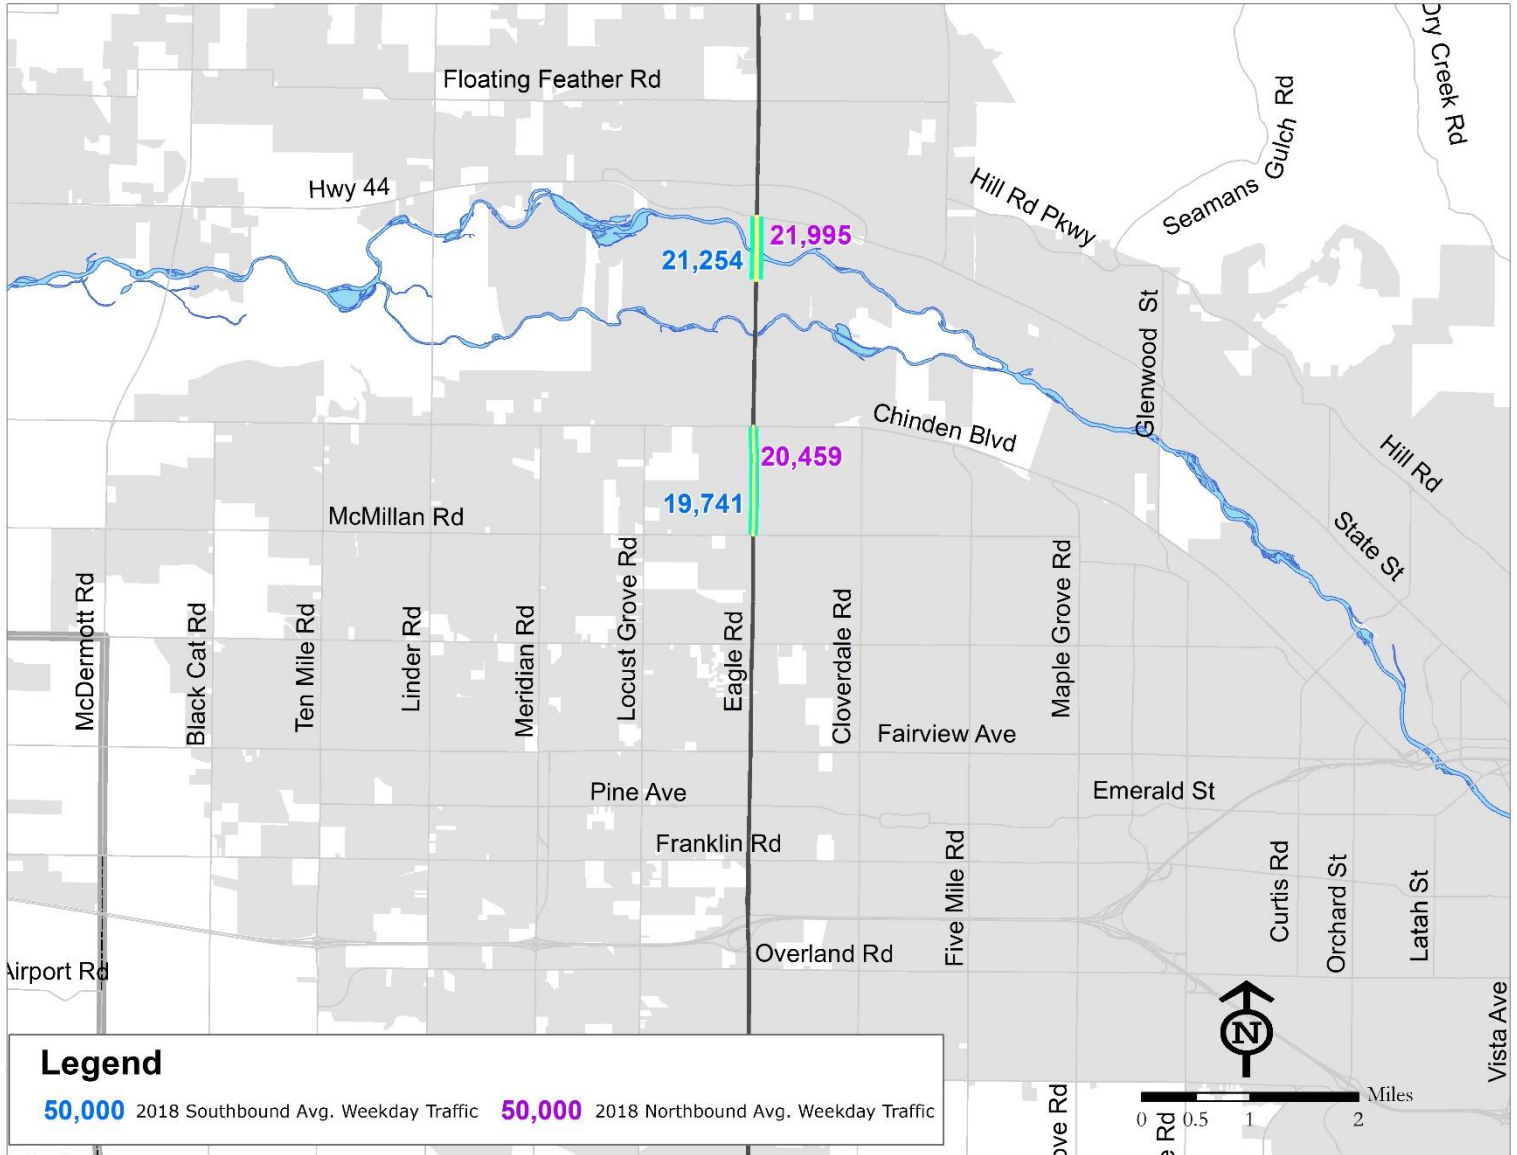 Dry Creek Rd
Floating Feather Rd
Seamans Gulch Rd
Hwy 44
Hill Rd Pkwy
21,995
21,254
Glenwood St
Chinden Blvd
20,459
Hill Rd
19,741
McMillan Rd
State St
McDermott Rd
Black Cat Rd
Ten Mile Rd
Linder Rd
Meridian Rd
Locust Grove Rd
Eagle Rd
Cloverdale Rd
Maple Grove Rd
Fairview Ave
Pine Ave
Emerald St
Franklin Rd
Five Mile Rd
Curtis Rd
Orchard St
Latah St
Overland Rd
Airport Rd
N
Vista Ave
Legend
50,000 2018 Southbound Avg. Weekday Traffic 50,000 2018 Northbound Avg. Weekday Traffic
Miles
0 0.5 1 2
ove Rd
e Rd